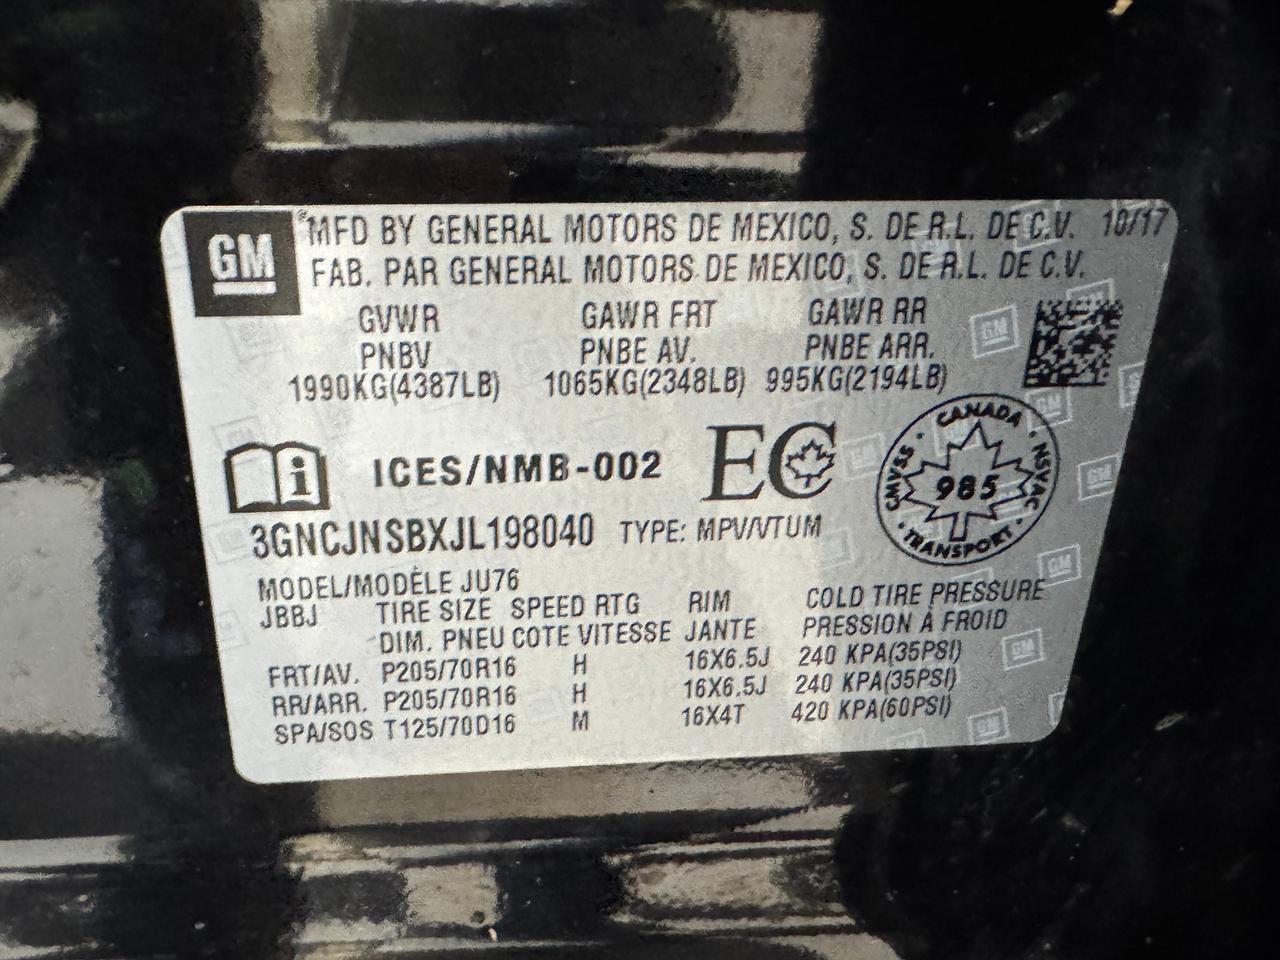 GM
MFD BY GENERAL MOTORS DE MEXICO, S. DE R.L. DE C.V. 10/17
FAB. PAR GENERAL MOTORS DE MEXICO, S. DE R.L. DE C.V.
GVWR GAWR FRT GAWR RR
PNBV PNBE AV. PNBE ARR.
1990KG(4387LB) 1065KG(2348LB) 995KG(2194LB)
ICES/NMB-002 EC
CANADA · NSVAC · TRANSPORT · CMVSS ·
985
3GNCJNSBXJL198040 TYPE: MPV/VTUM
MODEL/MODÈLE JU76
JBBJ TIRE SIZE SPEED RTG RIM COLD TIRE PRESSURE
DIM. PNEU COTE VITESSE JANTE PRESSION À FROID
FRT/AV. P205/70R16 H 16X6.5J 240 KPA(35PSI)
RR/ARR. P205/70R16 H 16X6.5J 240 KPA(35PSI)
SPA/SOS T125/70D16 M 16X4T 420 KPA(60PSI)